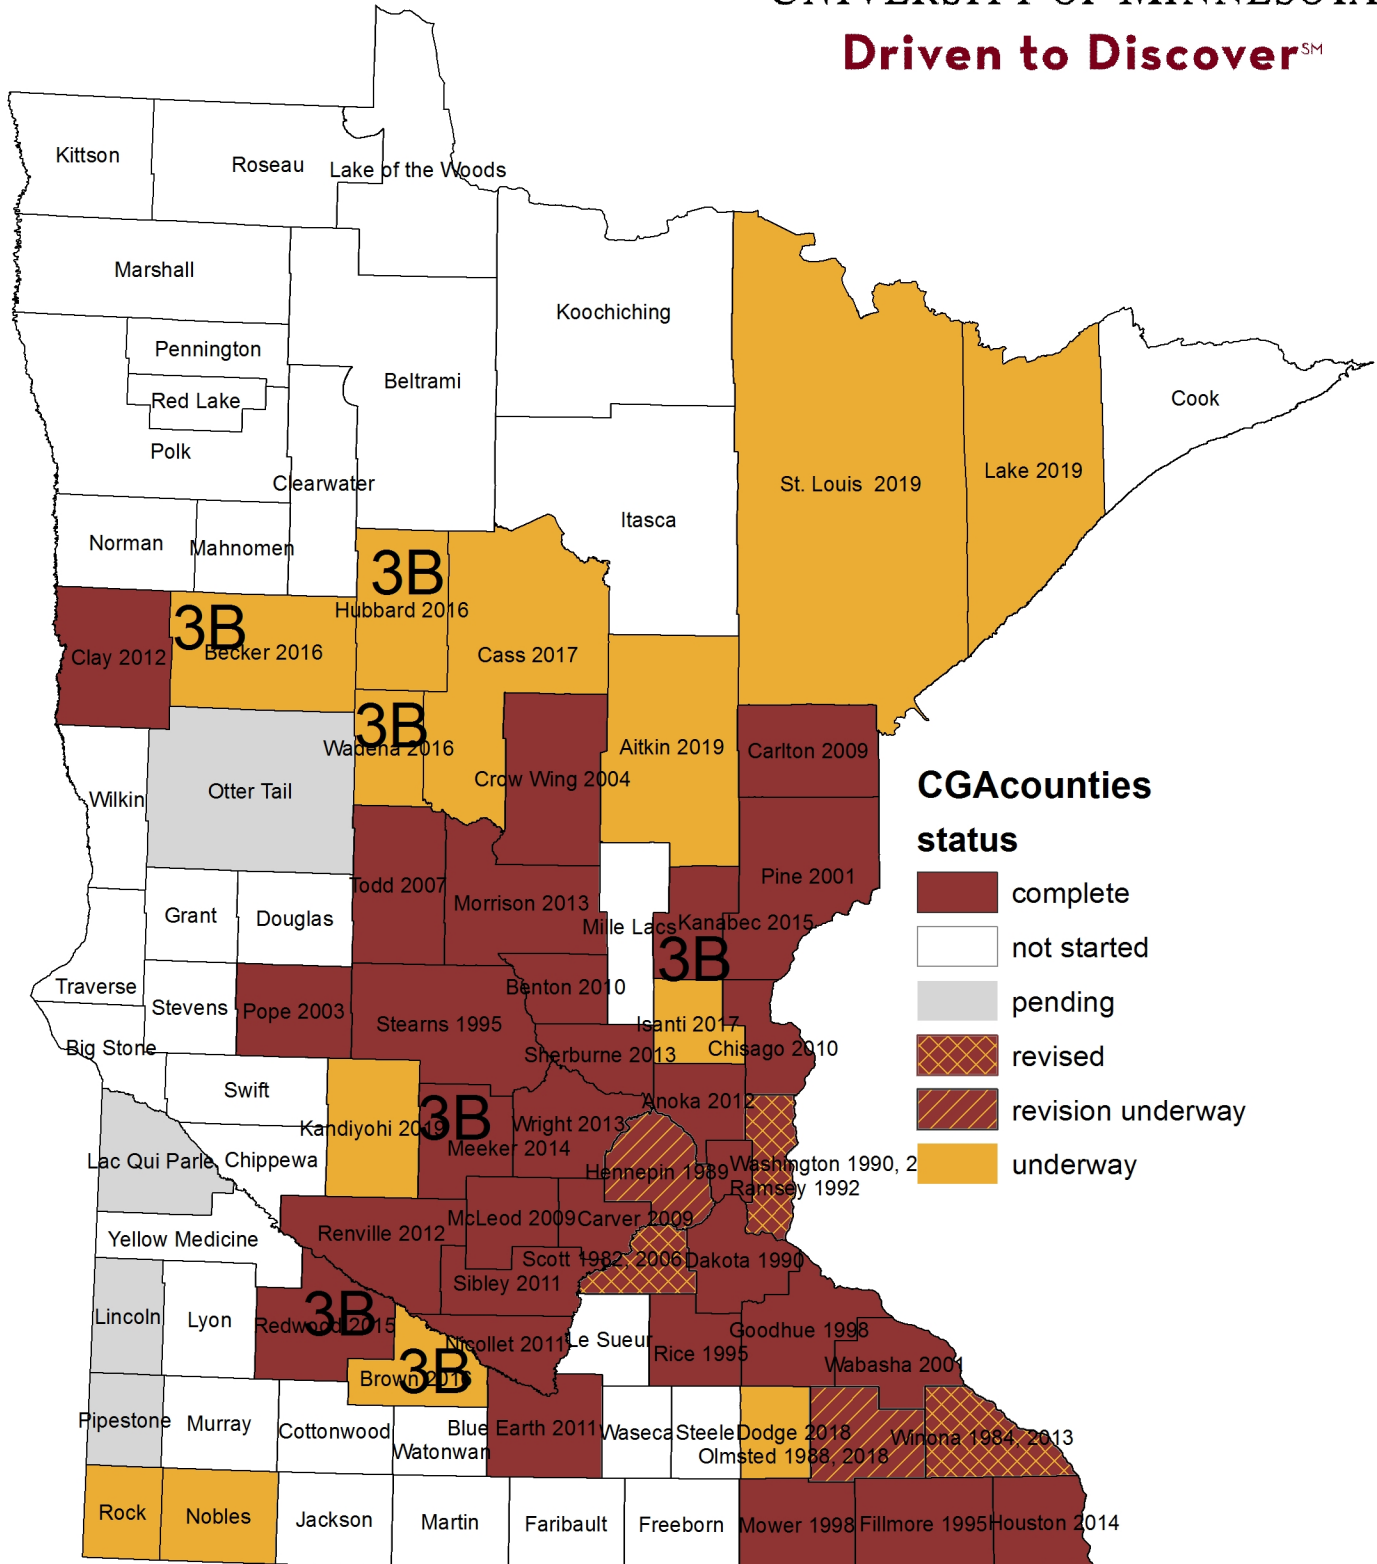 UNIVERSITY OF MINNESOTA
Driven to Discover℠
Kittson
Roseau
Lake of the Woods
Marshall
Koochiching
Pennington
Beltrami
Red Lake
Cook
Polk
Clearwater
St. Louis 2019
Lake 2019
Itasca
Norman
Mahnomen
3B
Hubbard 2016
3B
Becker 2016
Clay 2012
Cass 2017
3B
Wadena 2016
Aitkin 2019
Carlton 2009
Crow Wing 2004
Otter Tail
Wilkin
CGAcounties
status
complete
not started
pending
revised
revision underway
underway
Todd 2007
Pine 2001
Morrison 2013
Grant
Douglas
Mille Lacs
Kanabec 2015
3B
Traverse
Stevens
Pope 2003
Benton 2010
Stearns 1995
Isanti 2017
Big Stone
Sherburne 2013
Chisago 2010
Swift
Anoka 2012
Kandiyohi 2019
3B
Wright 2013
Meeker 2014
Lac Qui Parle
Chippewa
Hennepin 1989
Washington 1990, 2
Ramsey 1992
Renville 2012
McLeod 2009
Carver 2009
Yellow Medicine
Scott 1982, 2006
Dakota 1990
Sibley 2011
Lincoln
Lyon
3B
Redwood 2015
Nicollet 2011
Le Sueur
Rice 1995
Goodhue 1998
Wabasha 2001
3B
Brown 2016
Pipestone
Murray
Cottonwood
Watonwan
Blue Earth 2011
Waseca
Steele
Dodge 2018
Olmsted 1988, 2018
Winona 1984, 2013
Rock
Nobles
Jackson
Martin
Faribault
Freeborn
Mower 1998
Fillmore 1995
Houston 2014